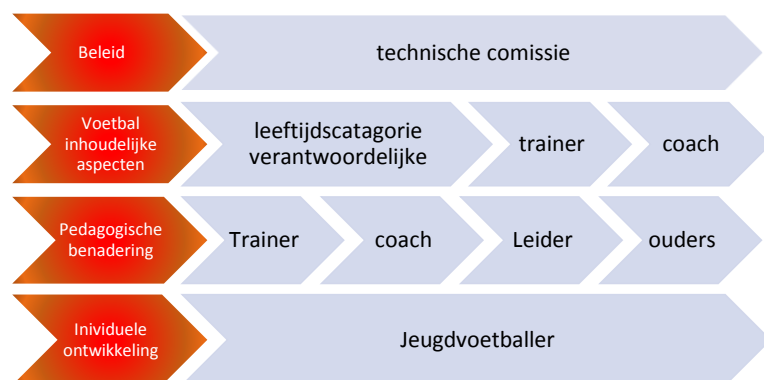 Beleid
technische comissie
Voetbal
inhoudelijke
aspecten
leeftijdscatagorie
verantwoordelijke
trainer
coach
Pedagogische
benadering
Trainer
coach
Leider
ouders
Inividuele
ontwikkeling
Jeugdvoetballer